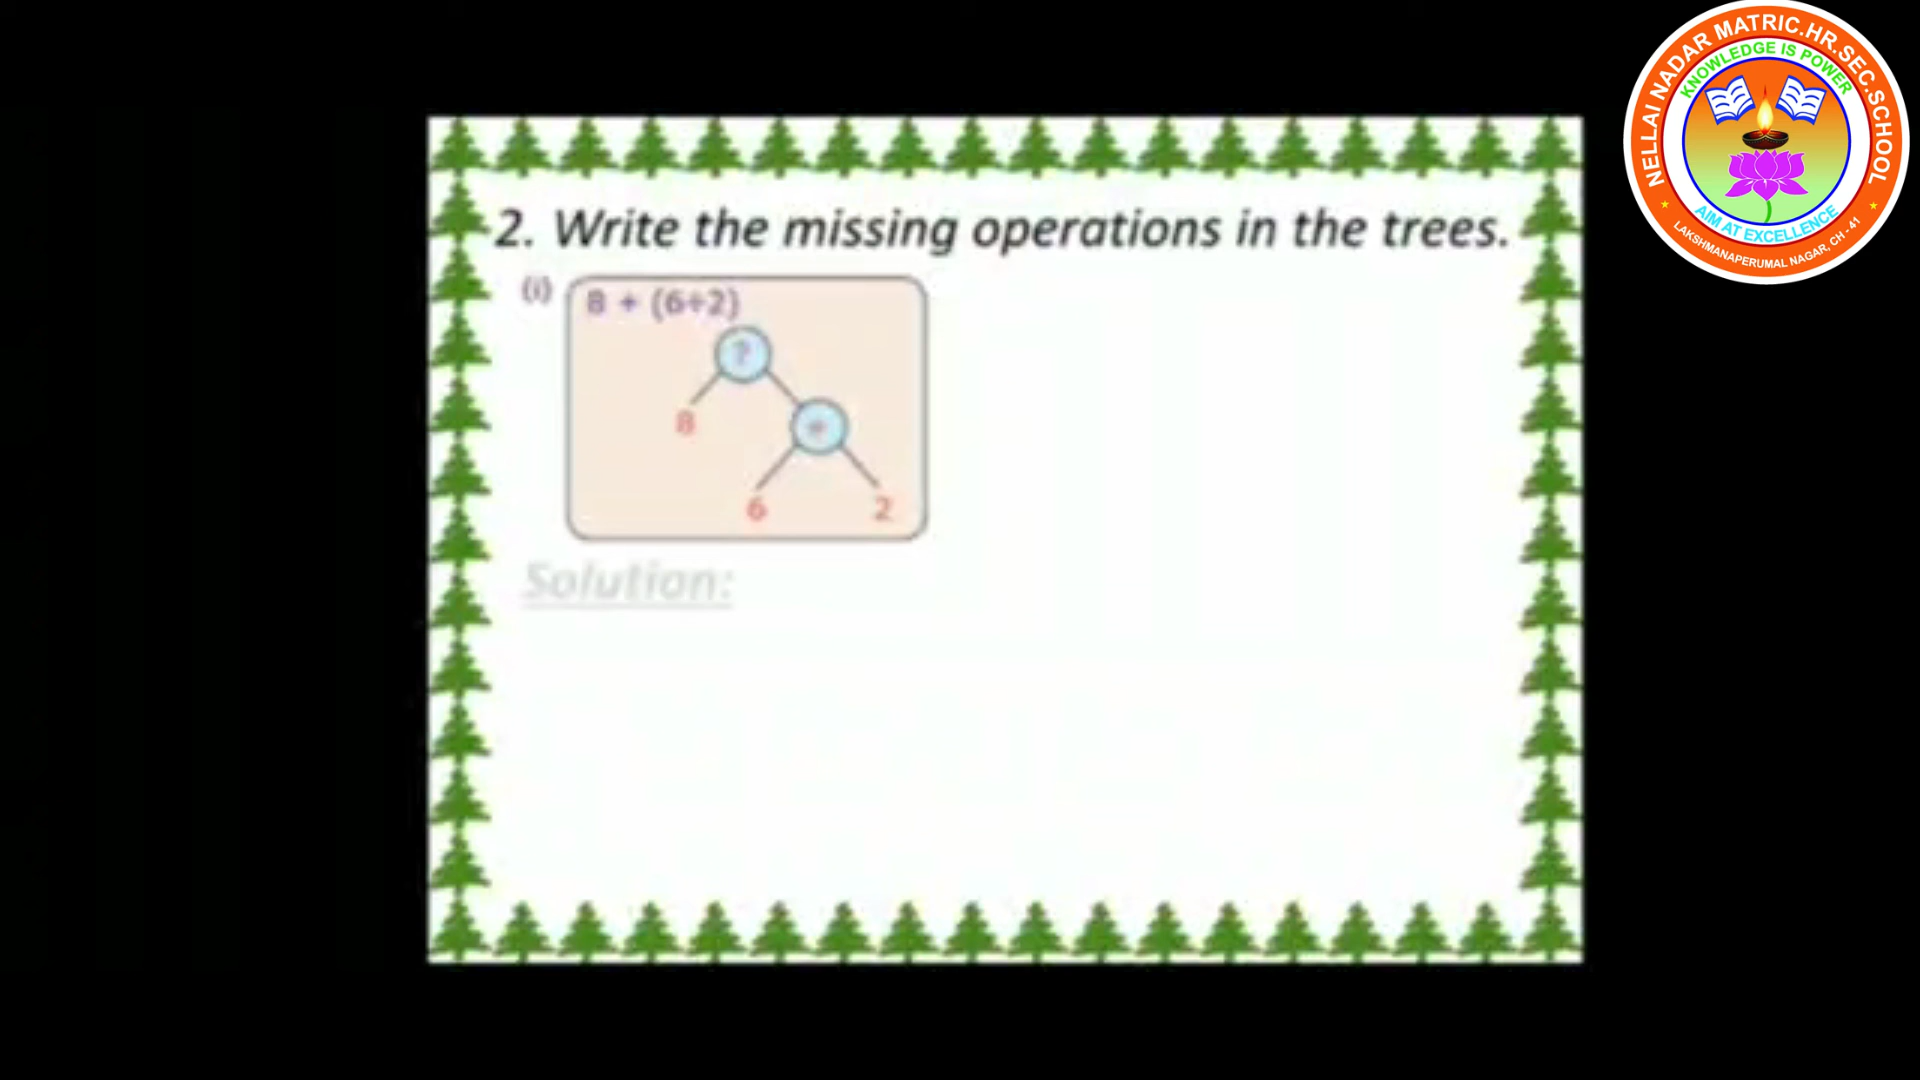 NELLAI NADAR MATRIC.HR.SEC.SCHOOL
KNOWLEDGE IS POWER
AIM AT EXCELLENCE
LAKSHMANAPERUMAL NAGAR, CH - 41
2. Write the missing operations in the trees.
(i)
8 + (6÷2)
?
8
÷
6 2
Solution: